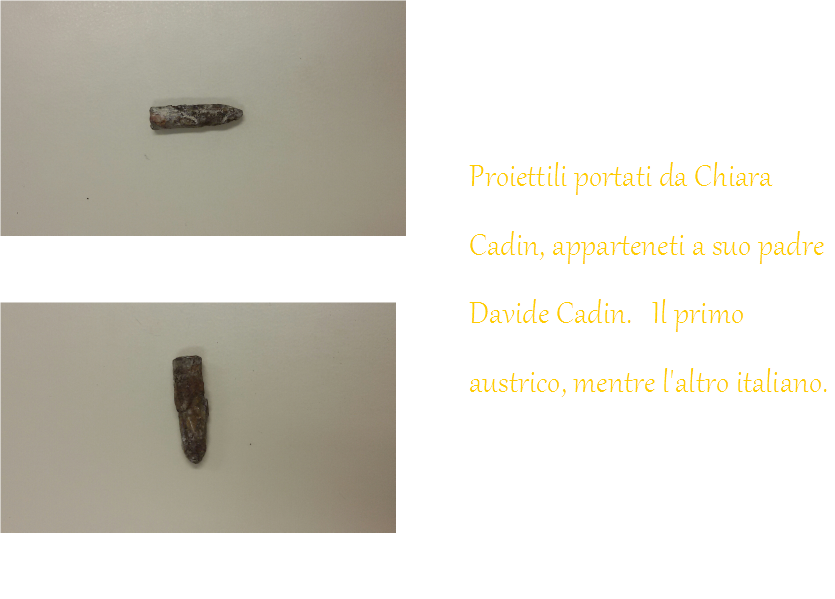 Proiettili portati da Chiara
Cadin, apparteneti a suo padre
Davide Cadin. Il primo
austrico, mentre l'altro italiano.